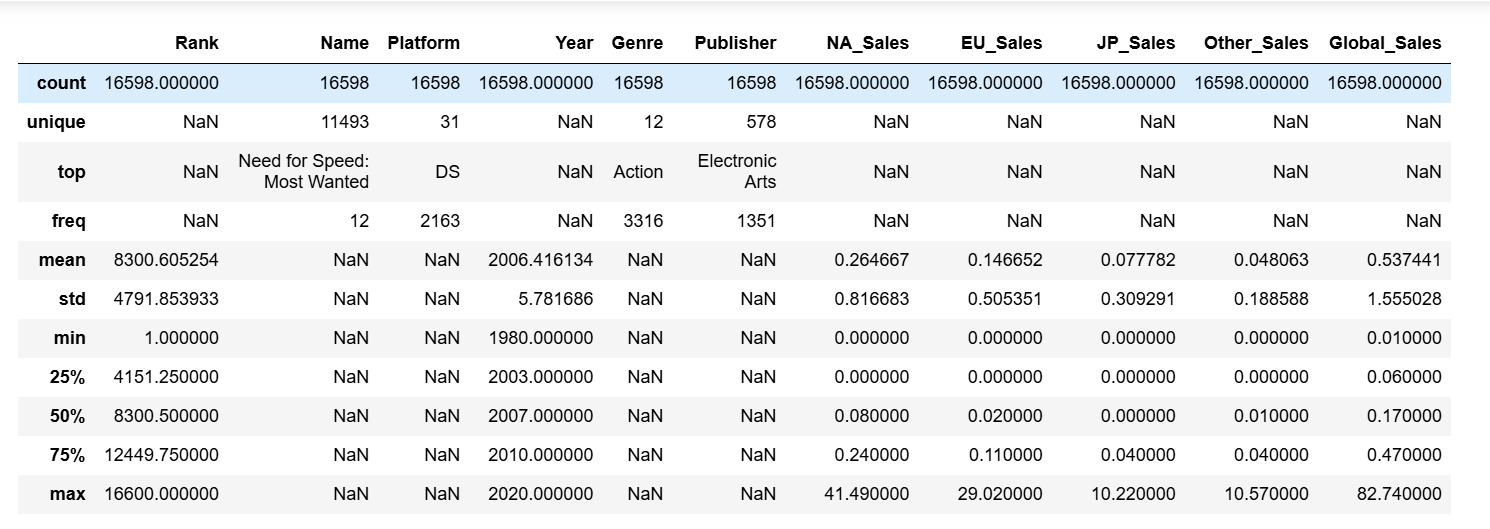 Rank Name Platform Year Genre Publisher NA_Sales EU_Sales JP_Sales Other_Sales Global_Sales
count 16598.000000 16598 16598 16598.000000 16598 16598 16598.000000 16598.000000 16598.000000 16598.000000 16598.000000
unique NaN 11493 31 NaN 12 578 NaN NaN NaN NaN NaN
top NaN Need for Speed: Most Wanted DS NaN Action Electronic Arts NaN NaN NaN NaN NaN
freq NaN 12 2163 NaN 3316 1351 NaN NaN NaN NaN NaN
mean 8300.605254 NaN NaN 2006.416134 NaN NaN 0.264667 0.146652 0.077782 0.048063 0.537441
std 4791.853933 NaN NaN 5.781686 NaN NaN 0.816683 0.505351 0.309291 0.188588 1.555028
min 1.000000 NaN NaN 1980.000000 NaN NaN 0.000000 0.000000 0.000000 0.000000 0.010000
25% 4151.250000 NaN NaN 2003.000000 NaN NaN 0.000000 0.000000 0.000000 0.000000 0.060000
50% 8300.500000 NaN NaN 2007.000000 NaN NaN 0.080000 0.020000 0.000000 0.010000 0.170000
75% 12449.750000 NaN NaN 2010.000000 NaN NaN 0.240000 0.110000 0.040000 0.040000 0.470000
max 16600.000000 NaN NaN 2020.000000 NaN NaN 41.490000 29.020000 10.220000 10.570000 82.740000